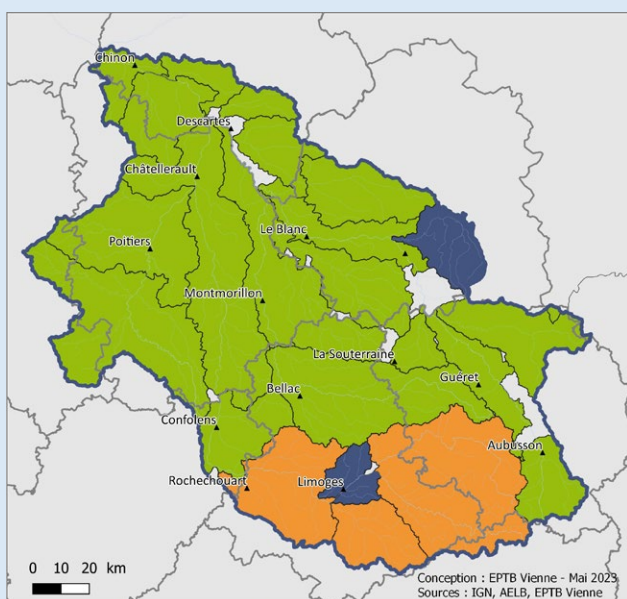 Chinon
Descartes
Châtellerault
Le Blanc
Poitiers
Montmorillon
La Souterraine
Guéret
Bellac
Confolens
Aubusson
Rochechouart
Limoges
0 10 20 km
Conception : EPTB Vienne - Mai 2023
Sources : IGN, AELB, EPTB Vienne